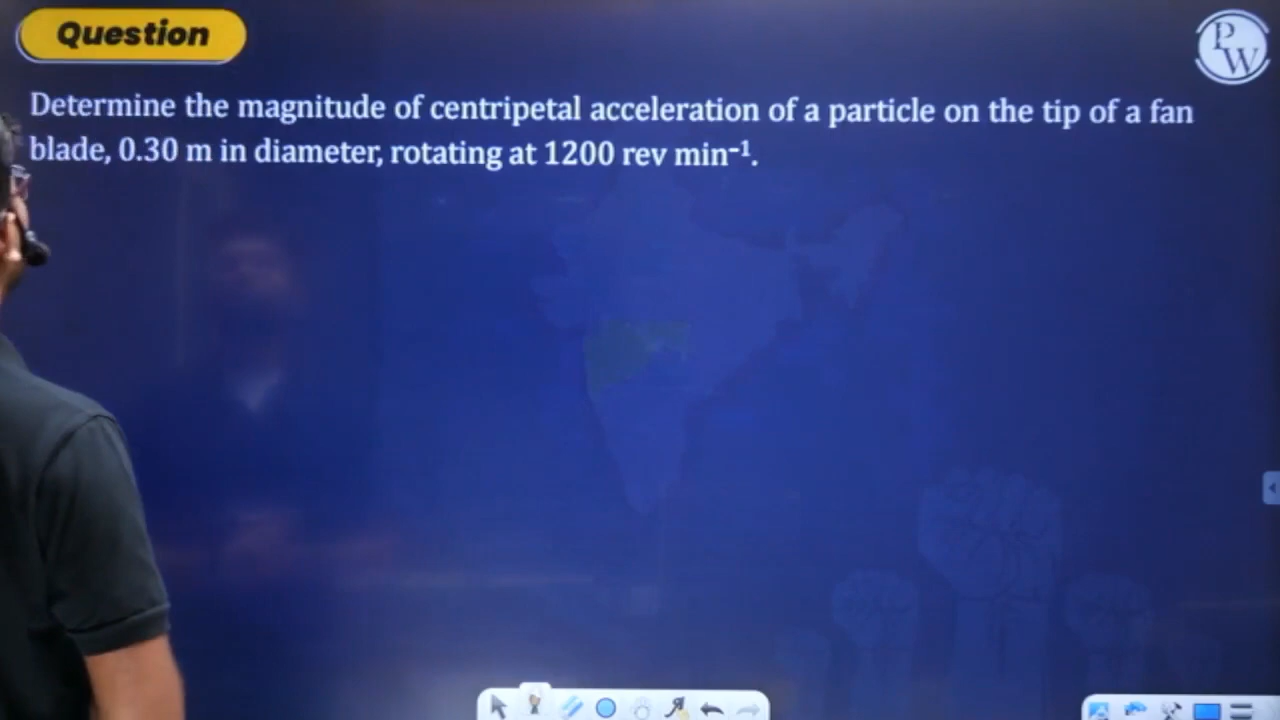 Question
PW
Determine the magnitude of centripetal acceleration of a particle on the tip of a fan
blade, 0.30 m in diameter, rotating at 1200 rev min⁻¹.